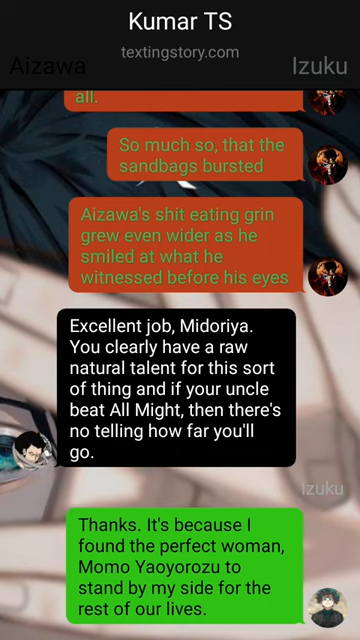 Kumar TS
textingstory.com
Aizawa
Izuku
all.
So much so, that the
sandbags bursted
Aizawa's shit eating grin
grew even wider as he
smiled at what he
witnessed before his eyes
Excellent job, Midoriya.
You clearly have a raw
natural talent for this sort
of thing and if your uncle
beat All Might, then there's
no telling how far you'll
go.
Izuku
Thanks. It's because I
found the perfect woman,
Momo Yaoyorozu to
stand by my side for the
rest of our lives.